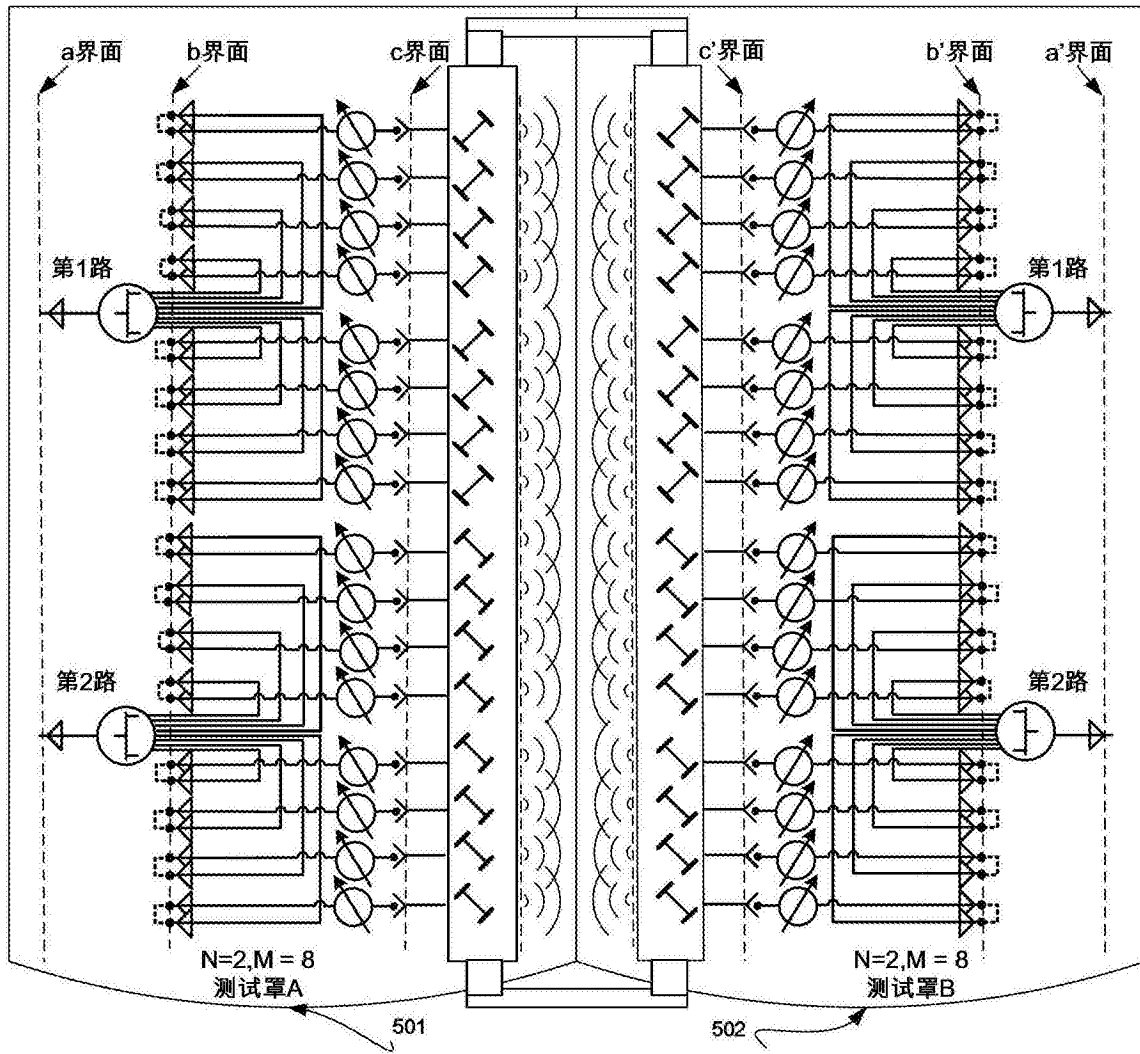 a界面
b界面
c界面
c’界面
b’界面
a’界面
第1路
第1路
第2路
第2路
N=2,M = 8
测试罩A
N=2,M = 8
测试罩B
501
502